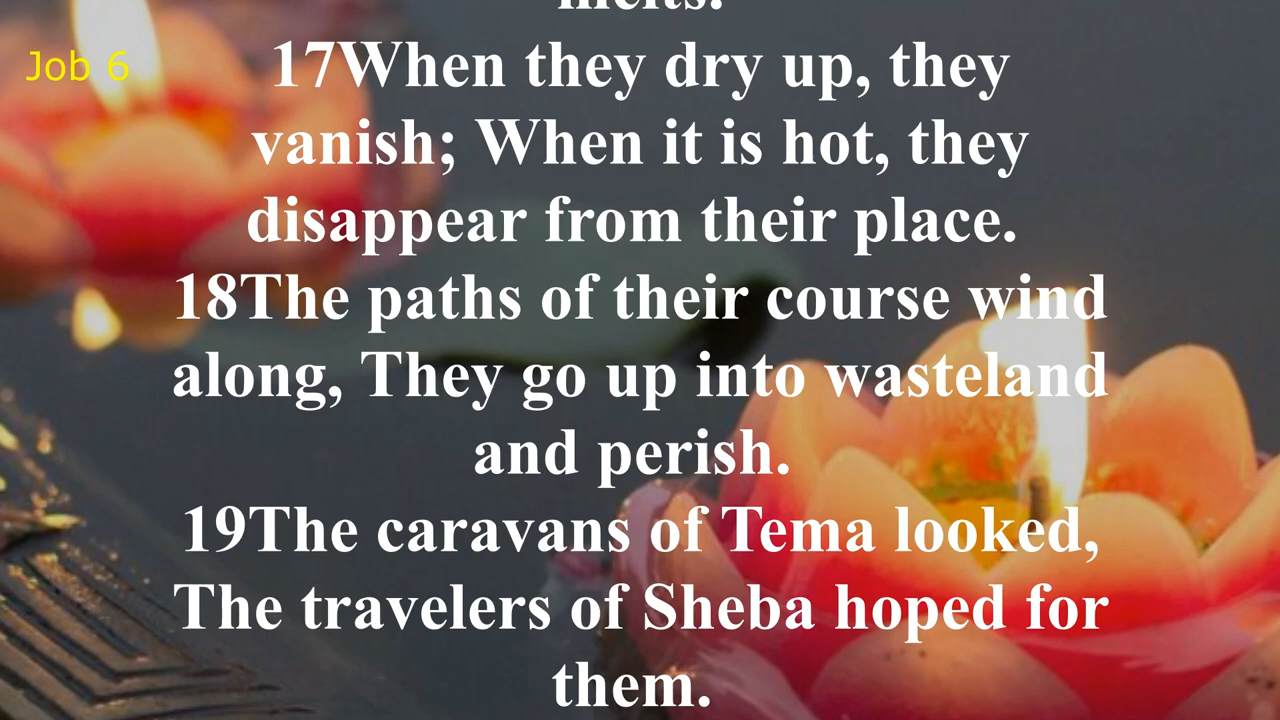 melts.
Job 6
17When they dry up, they
vanish; When it is hot, they
disappear from their place.
18The paths of their course wind
along, They go up into wasteland
and perish.
19The caravans of Tema looked,
The travelers of Sheba hoped for
them.